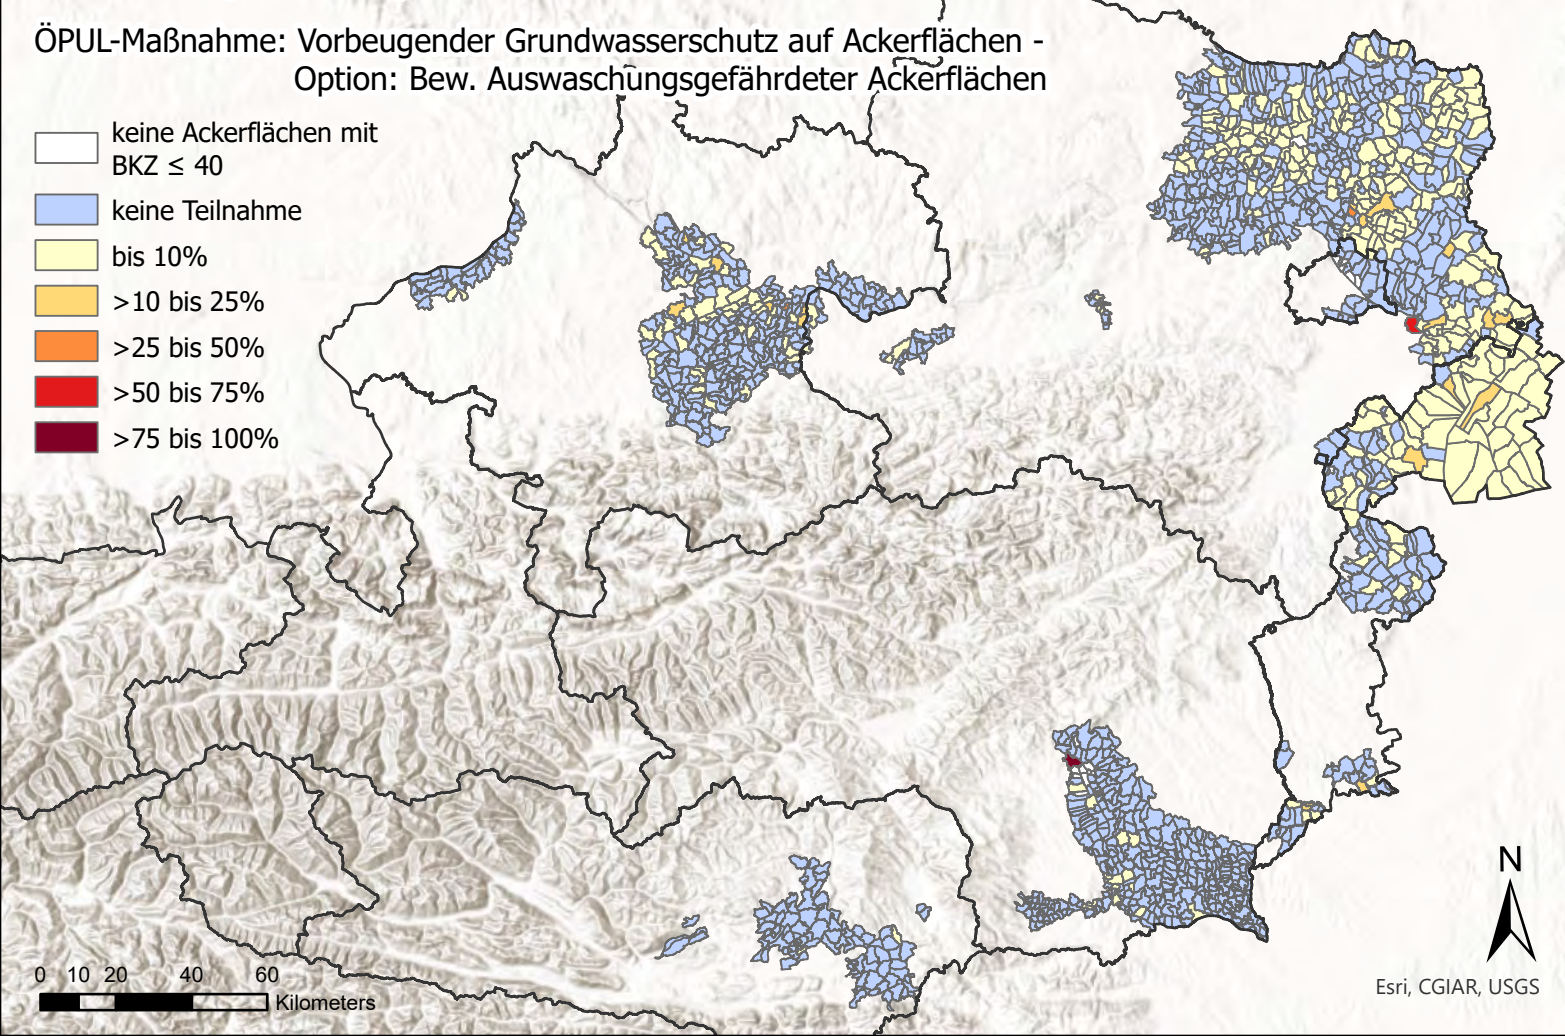 ÖPUL-Maßnahme: Vorbeugender Grundwasserschutz auf Ackerflächen -
Option: Bew. Auswaschungsgefährdeter Ackerflächen
keine Ackerflächen mit
BKZ ≤ 40
keine Teilnahme
bis 10%
>10 bis 25%
>25 bis 50%
>50 bis 75%
>75 bis 100%
N
0 10 20 40 60
Kilometers
Esri, CGIAR, USGS